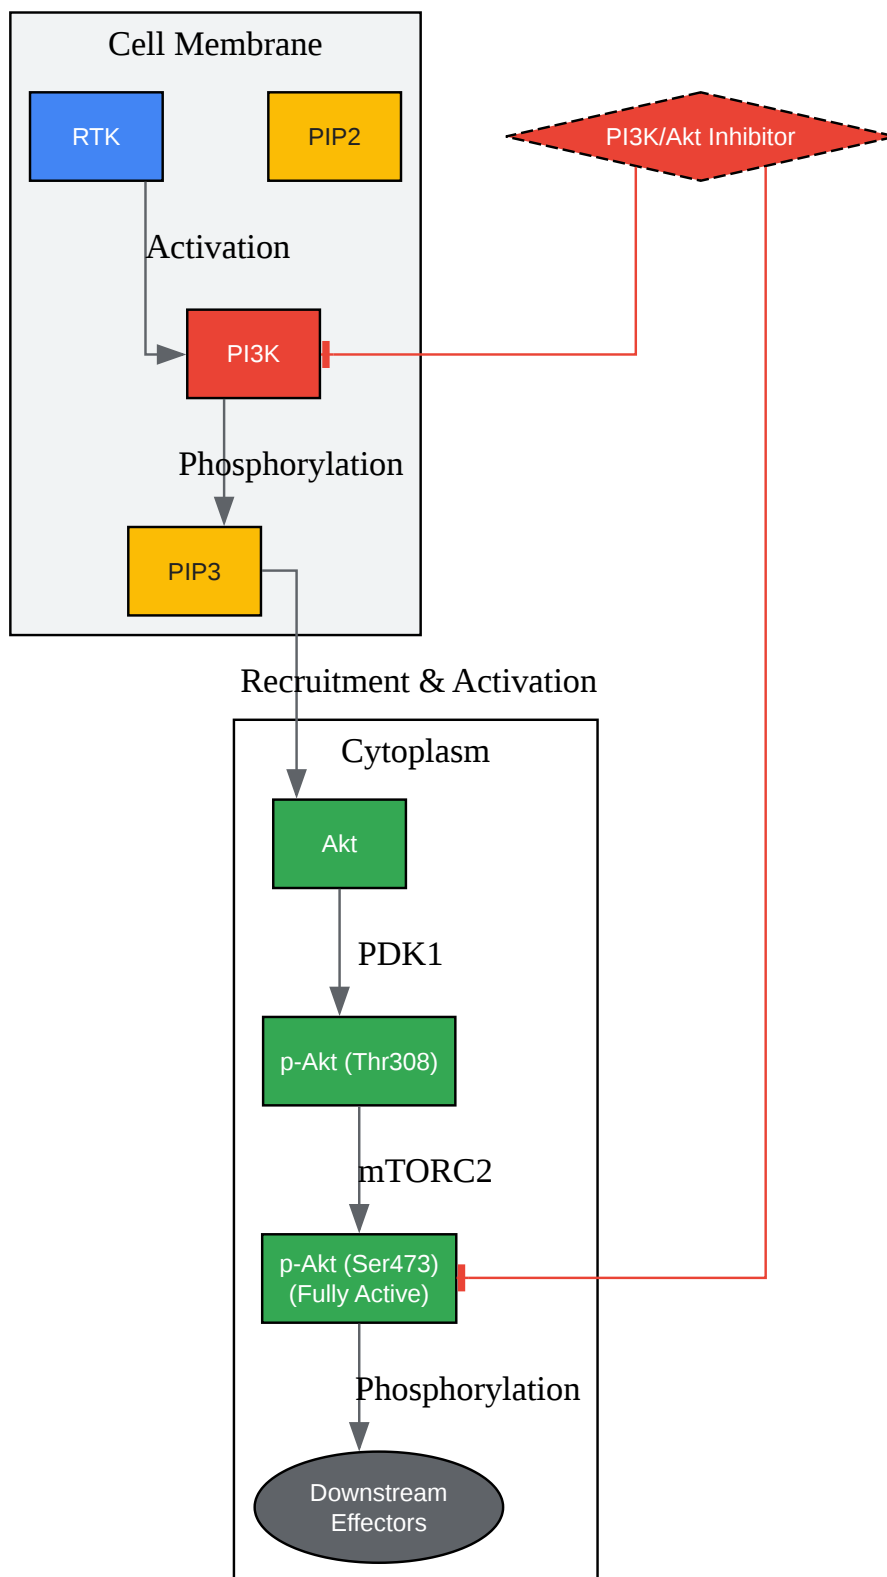 Cell Membrane
RTK
PIP2
PI3K/Akt Inhibitor
Activation
PI3K
Phosphorylation
PIP3
Recruitment & Activation
Cytoplasm
Akt
PDK1
p-Akt (Thr308)
mTORC2
p-Akt (Ser473)
(Fully Active)
Phosphorylation
Downstream
Effectors